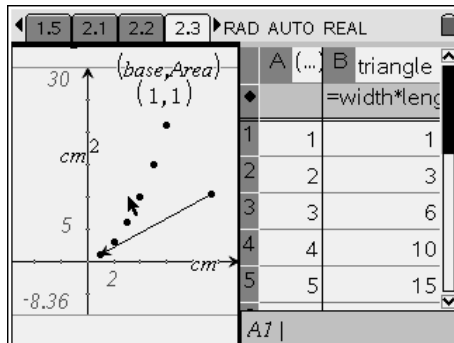 1.5 2.1 2.2 2.3 RAD AUTO REAL
30
(base,Area)
(1,1)
cm2
5
2
cm
-8.36
A (... B triangle
=width*leng
1 1 1
2 2 3
3 3 6
4 4 10
5 5 15
A1